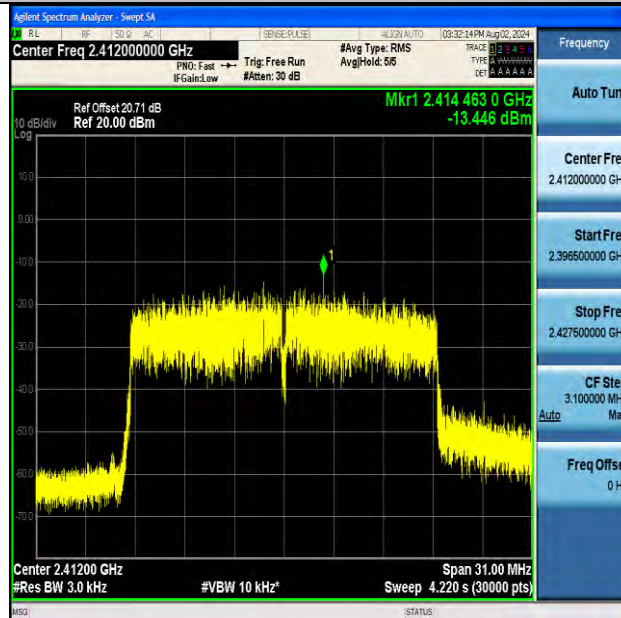 Agilent Spectrum Analyzer - Swept SA
RL RF 50 Ω AC SENSE:PULSE ALIGN AUTO 03:32:14 PM Aug 02, 2024
Center Freq 2.412000000 GHz
PNO: Fast
IFGain:Low
Trig: Free Run
#Atten: 30 dB
#Avg Type: RMS
Avg|Hold: 5/5
TRACE 1 2 3 4 5 6
TYPE A
DET A A A A A A
Frequency
Ref Offset 20.71 dB
10 dB/div Ref 20.00 dBm
Log
Mkr1 2.414 463 0 GHz
-13.446 dBm
10.0
0.00
-10.0
-20.0
-30.0
-40.0
-50.0
-60.0
-70.0
1
Center 2.41200 GHz
Span 31.00 MHz
#Res BW 3.0 kHz
#VBW 10 kHz*
Sweep 4.220 s (30000 pts)
Auto Tun
Center Fre
2.412000000 GH
Start Fre
2.396500000 GH
Stop Fre
2.427500000 GH
CF Ste
3.100000 MH
Auto Ma
Freq Offse
0 H
MSG STATUS